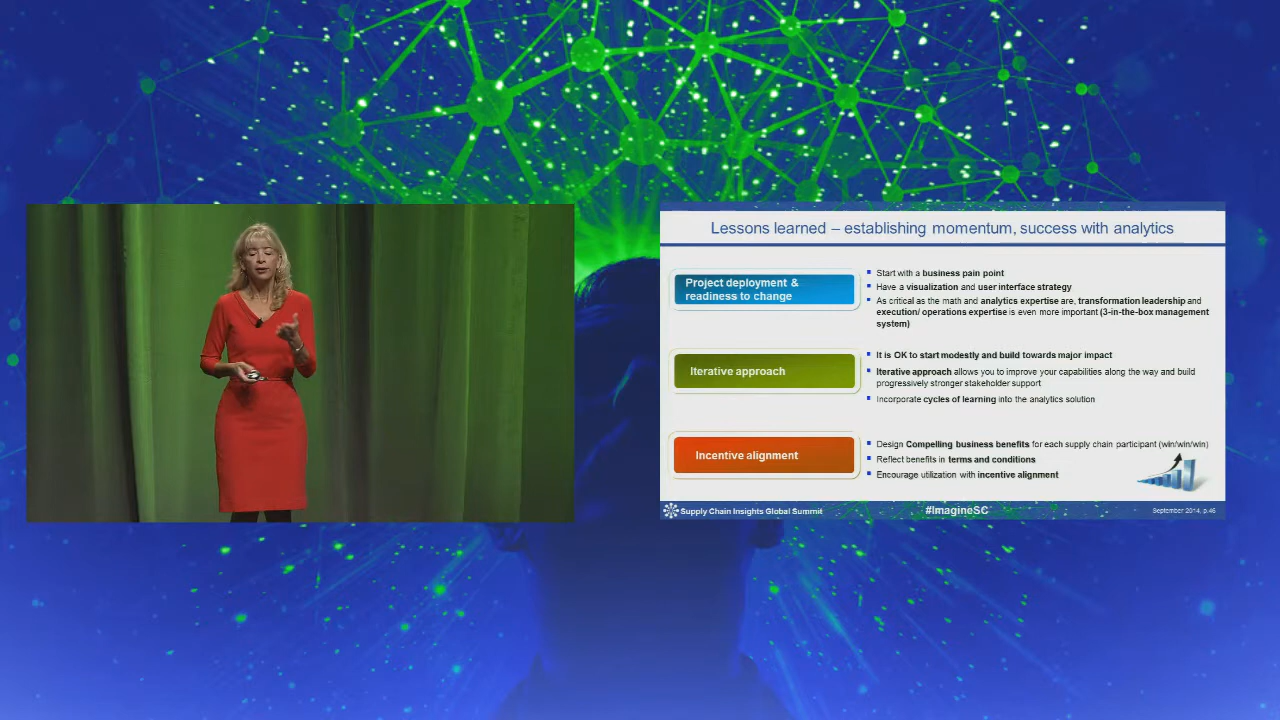 Lessons learned – establishing momentum, success with analytics
Project deployment &
readiness to change
Start with a business pain point
Have a visualization and user interface strategy
As critical as the math and analytics expertise are, transformation leadership and
execution/ operations expertise is even more important (3-in-the-box management
system)
Iterative approach
It is OK to start modestly and build towards major impact
Iterative approach allows you to improve your capabilities along the way and build
progressively stronger stakeholder support
Incorporate cycles of learning into the analytics solution
Incentive alignment
Design Compelling business benefits for each supply chain participant (win/win/win)
Reflect benefits in terms and conditions
Encourage utilization with incentive alignment
Supply Chain Insights Global Summit
#ImagineSC
September 2014, p.46